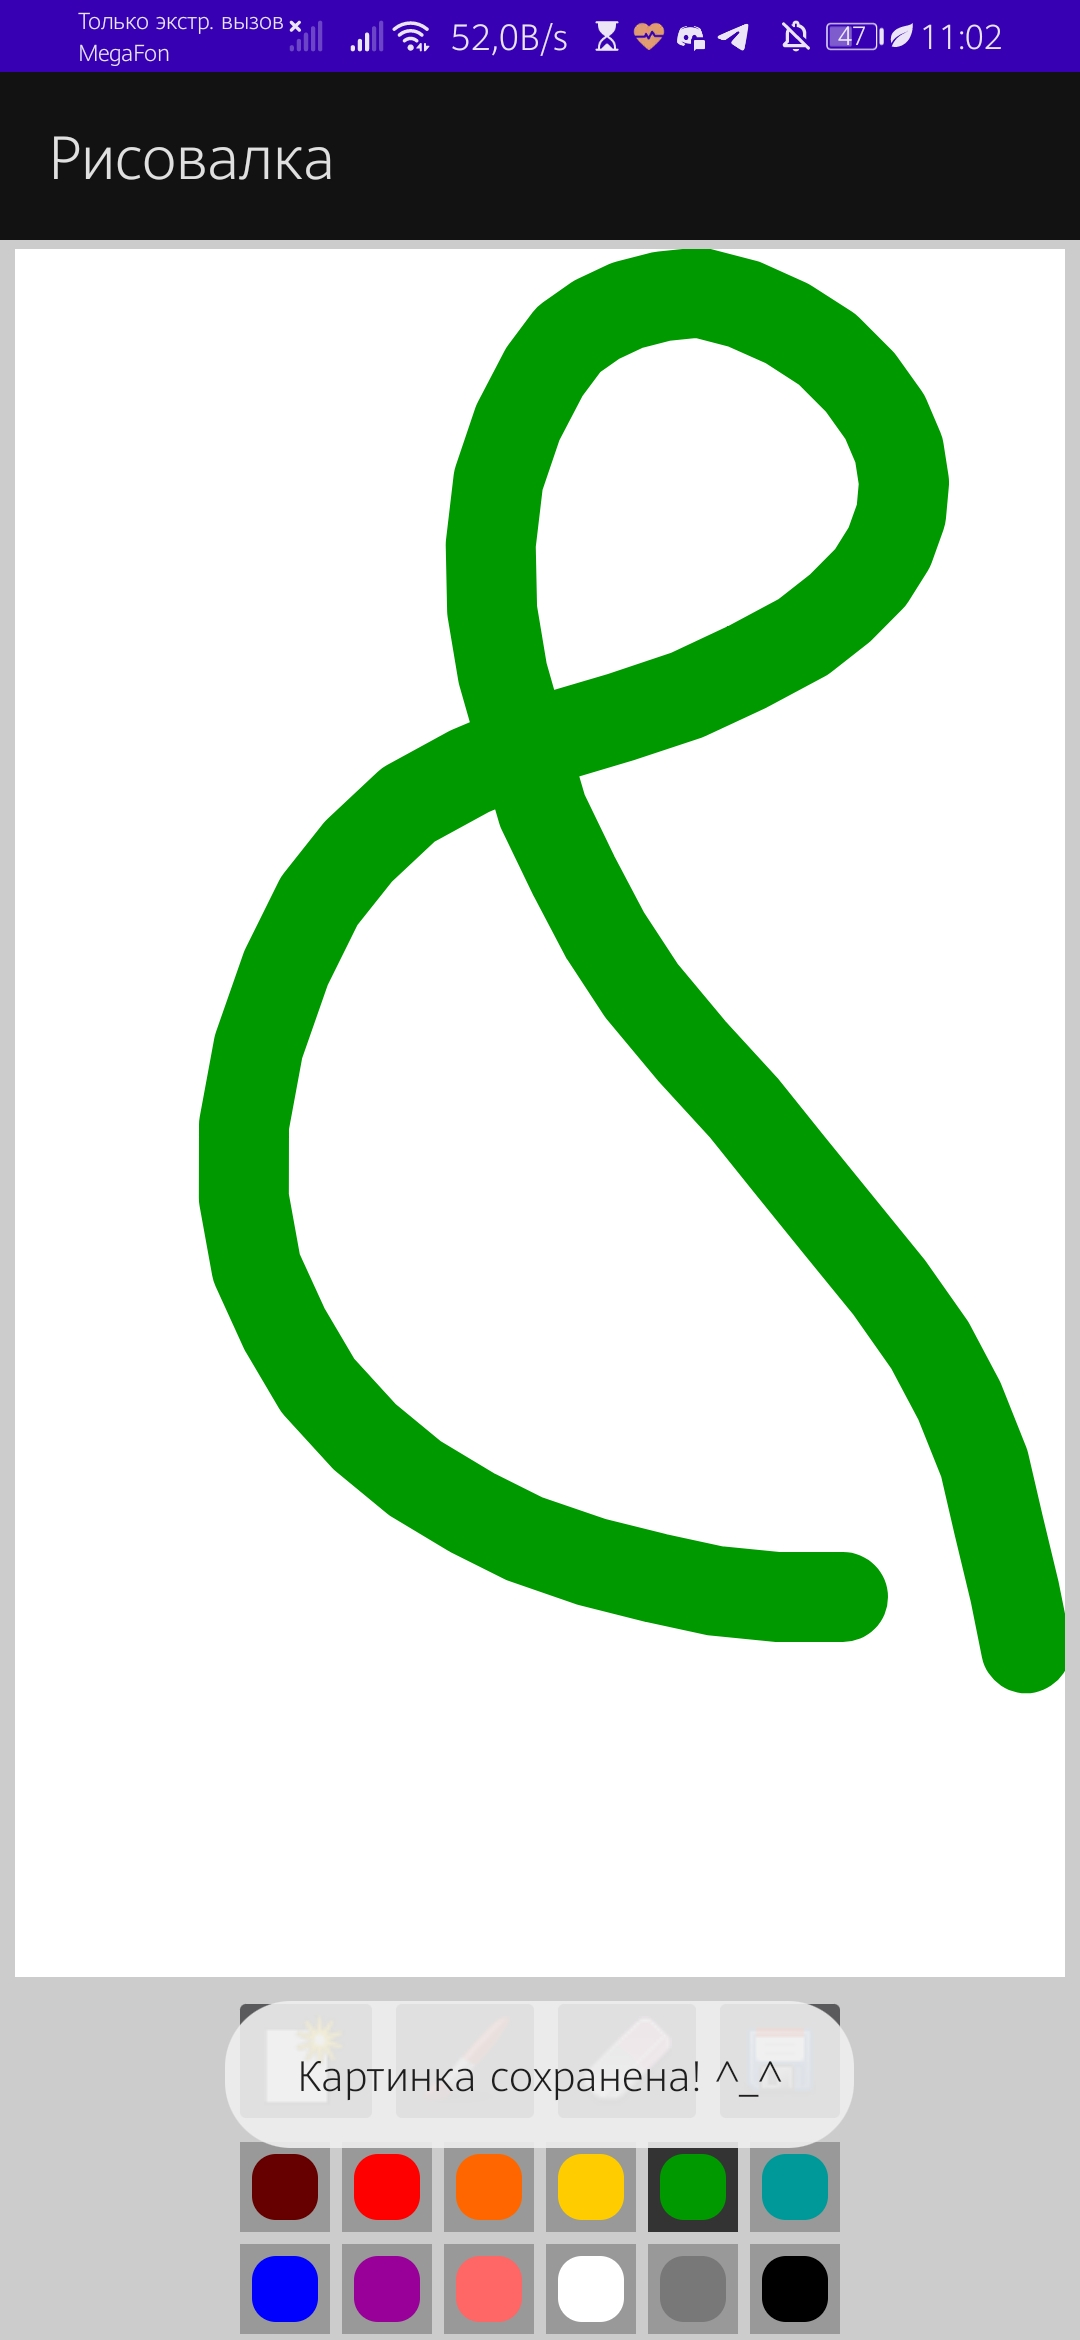 Только экстр. вызов
MegaFon
52,0B/s
47
11:02
Рисовалка
Картинка сохранена! ^_^